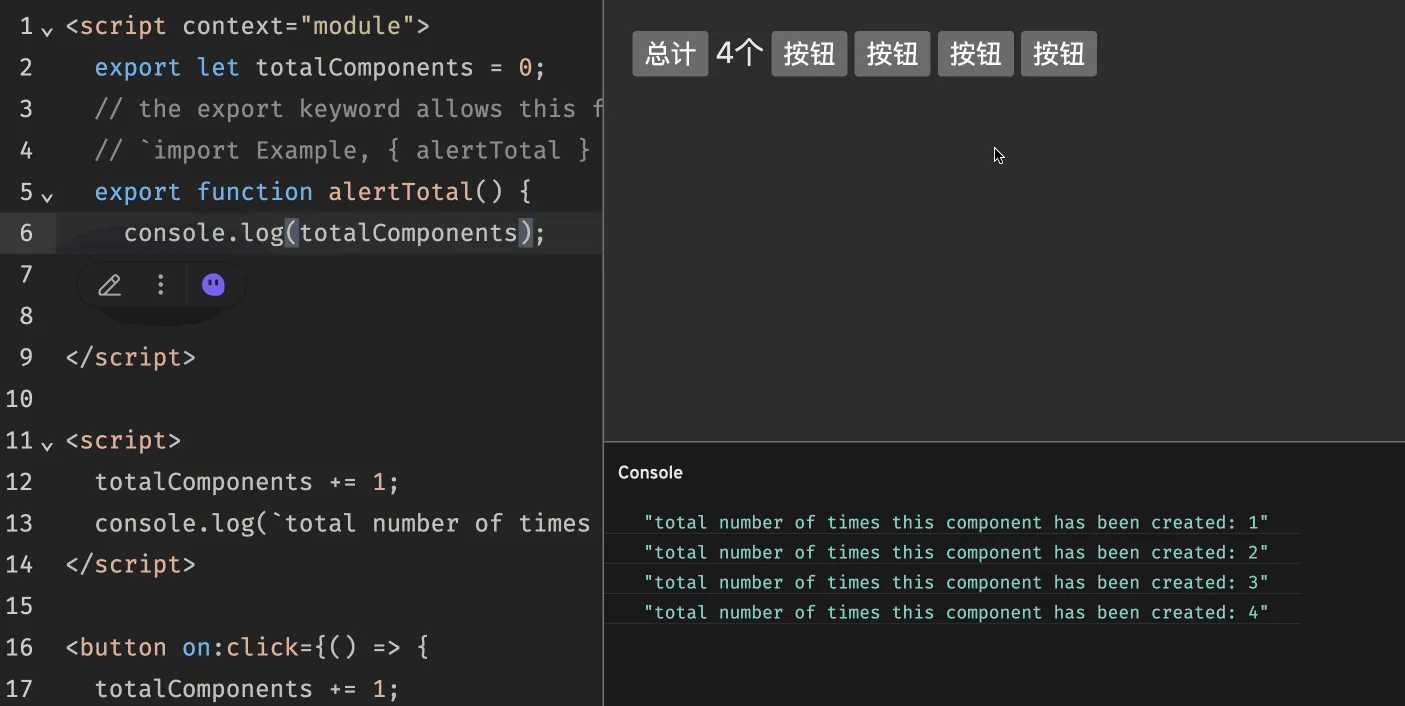 1 <script context="module">
2 export let totalComponents = 0;
3 // the export keyword allows this f
4 // `import Example, { alertTotal }
5 export function alertTotal() {
6 console.log(totalComponents);
7
8
9 </script>
10
11 <script>
12 totalComponents += 1;
13 console.log(`total number of times
14 </script>
15
16 <button on:click={() => {
17 totalComponents += 1;
总计 4个 按钮 按钮 按钮 按钮
Console
"total number of times this component has been created: 1"
"total number of times this component has been created: 2"
"total number of times this component has been created: 3"
"total number of times this component has been created: 4"